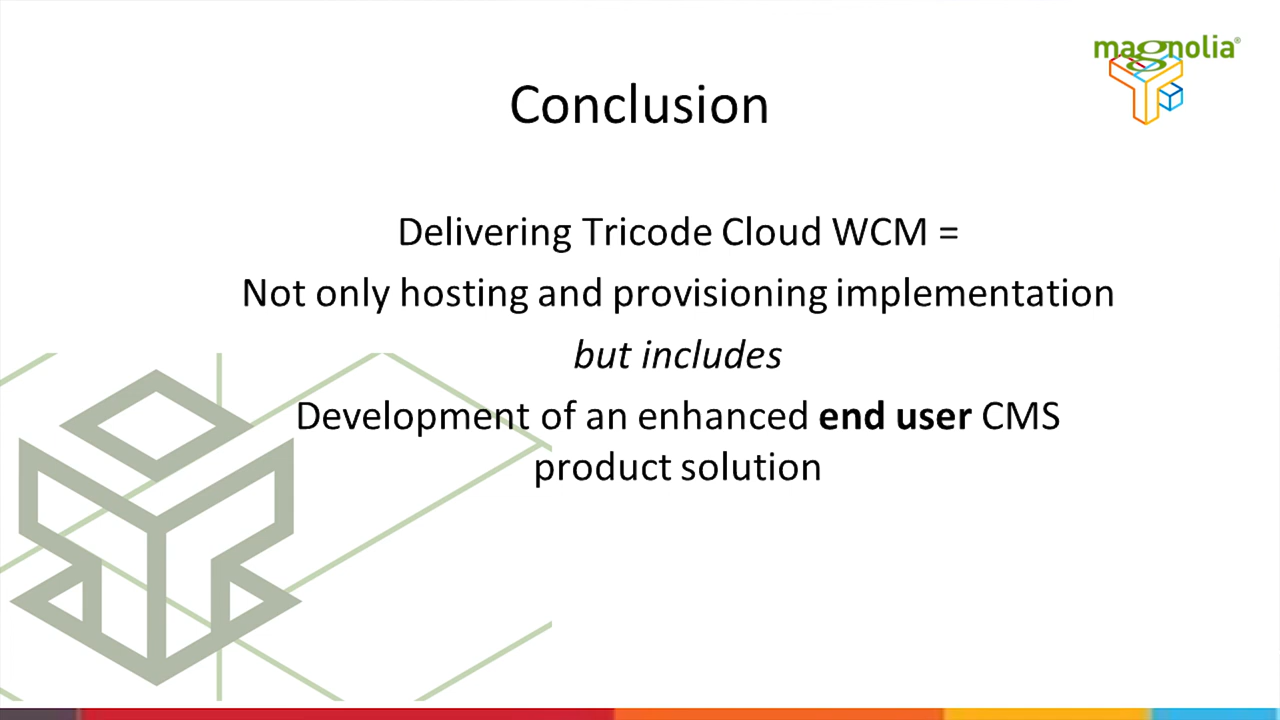 magnolia®
Conclusion
Delivering Tricode Cloud WCM =
Not only hosting and provisioning implementation
but includes
Development of an enhanced end user CMS
product solution